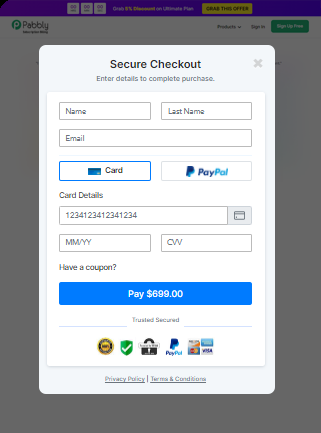 Grab 5% Discount on Ultimate Plan GRAB THIS OFFER
Pabbly
Products Sign In Sign Up Free
Secure Checkout
Enter details to complete purchase.
Name Last Name
Email
Card PayPal
Card Details
1234123412341234
MM/YY CVV
Have a coupon?
Pay $699.00
Trusted Secured
PayPal VISA
Privacy Policy | Terms & Conditions